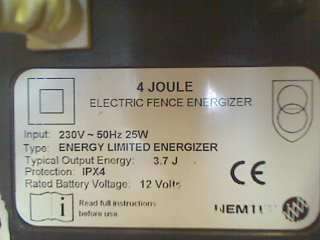 4 JOULE
ELECTRIC FENCE ENERGIZER
Input: 230V ~ 50Hz 25W
Type: ENERGY LIMITED ENERGIZER
Typical Output Energy: 3.7 J
Protection: IPX4
Rated Battery Voltage: 12 Volts
CE
i Read full instructions
before use